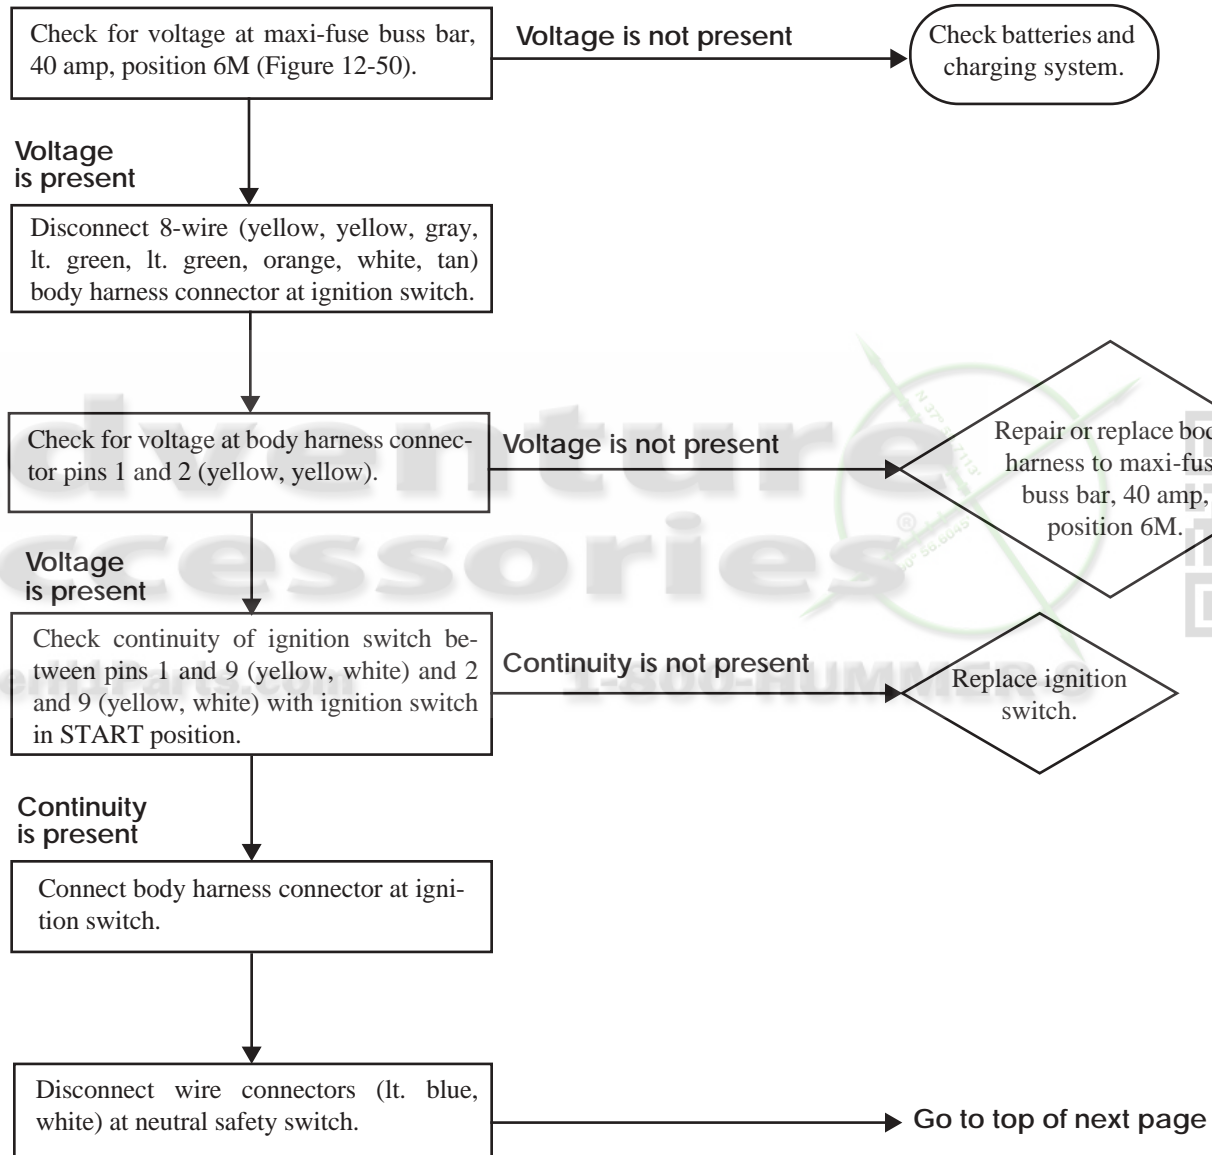 Check for voltage at maxi-fuse buss bar,
40 amp, position 6M (Figure 12-50).
Voltage is not present
Check batteries and
charging system.
Voltage
is present
Disconnect 8-wire (yellow, yellow, gray,
lt. green, lt. green, orange, white, tan)
body harness connector at ignition switch.
Check for voltage at body harness connec-
tor pins 1 and 2 (yellow, yellow).
Voltage is not present
Repair or replace
harness to
buss bar, 40 amp,
position 6M.
Voltage
is present
Check continuity of ignition switch be-
tween pins 1 and 9 (yellow, white) and 2
and 9 (yellow, white) with ignition switch
in START position.
Continuity is not present
Replace ignition
switch.
Continuity
is present
Connect body harness connector at igni-
tion switch.
Disconnect wire connectors (lt. blue,
white) at neutral safety switch.
Go to top of next page
dventure
ccessories
®
1-800-HUMMER-9